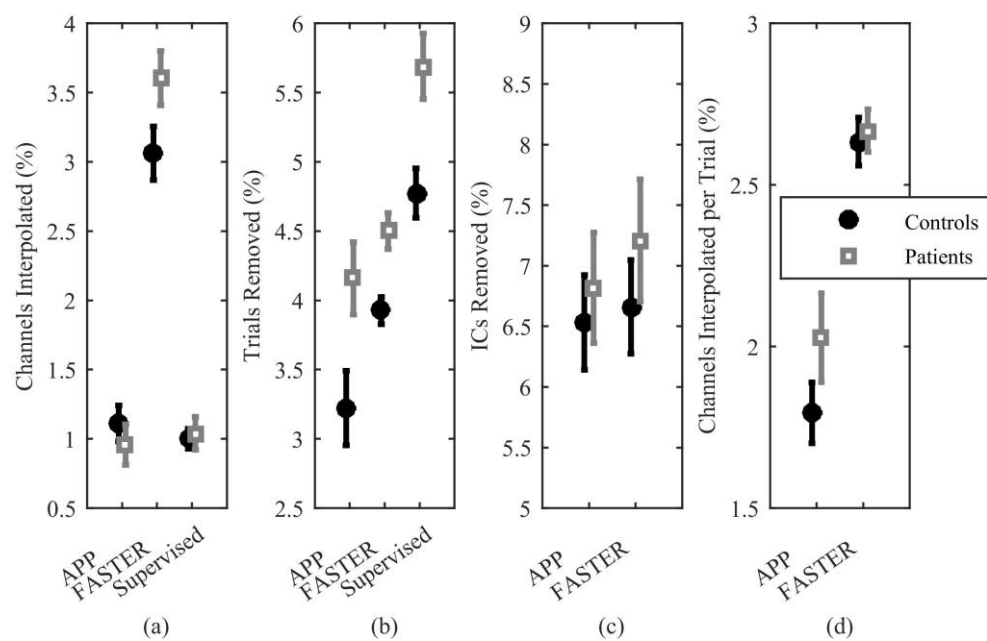 Channels Interpolated (%)
4
3.5
3
2.5
2
1.5
1
0.5
APP
FASTER
Supervised
(a)
Trials Removed (%)
6
5.5
5
4.5
4
3.5
3
2.5
APP
FASTER
Supervised
(b)
ICs Removed (%)
9
8.5
8
7.5
7
6.5
6
5.5
5
APP
FASTER
(c)
Channels Interpolated per Trial (%)
3
2.5
2
1.5
APP
FASTER
(d)
Controls
Patients